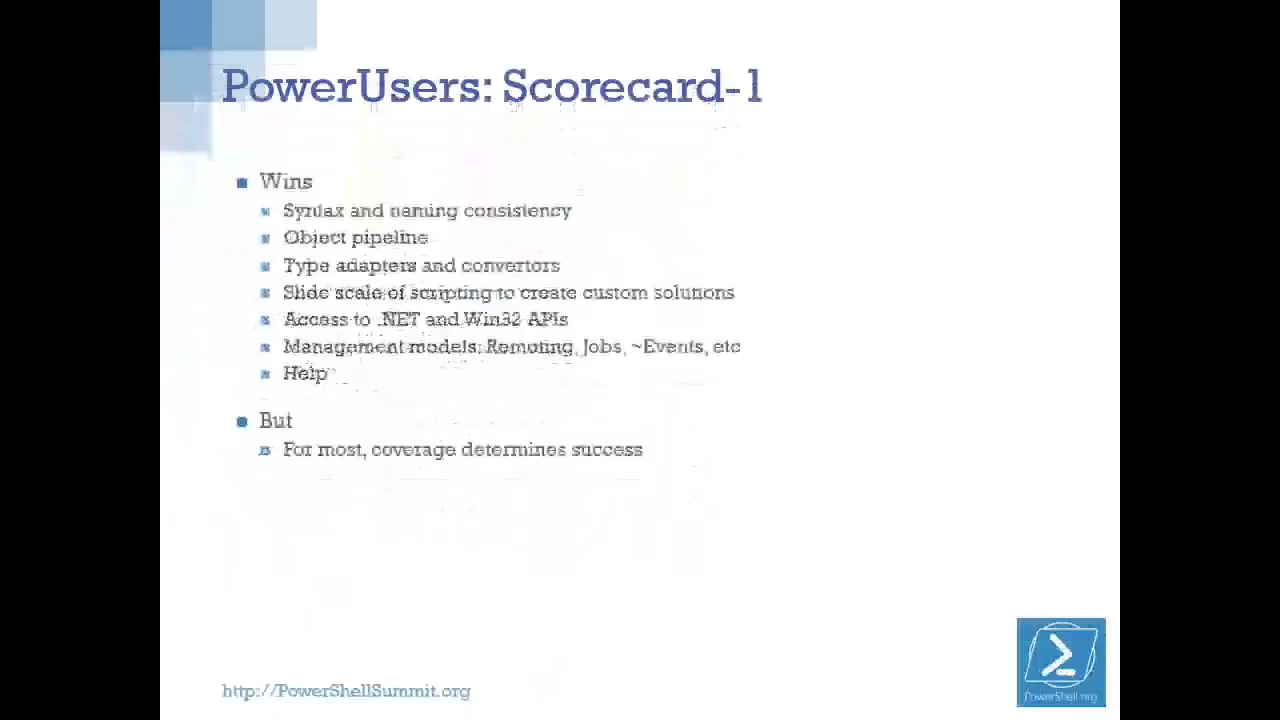 PowerUsers: Scorecard-1
Wins
Syntax and naming consistency
Object pipeline
Type adapters and convertors
Slide scale of scripting to create custom solutions
Access to .NET and Win32 APIs
Management models: Remoting, Jobs, ~Events, etc
Help
But
For most, coverage determines success
http://PowerShellSummit.org
PowerShell.org